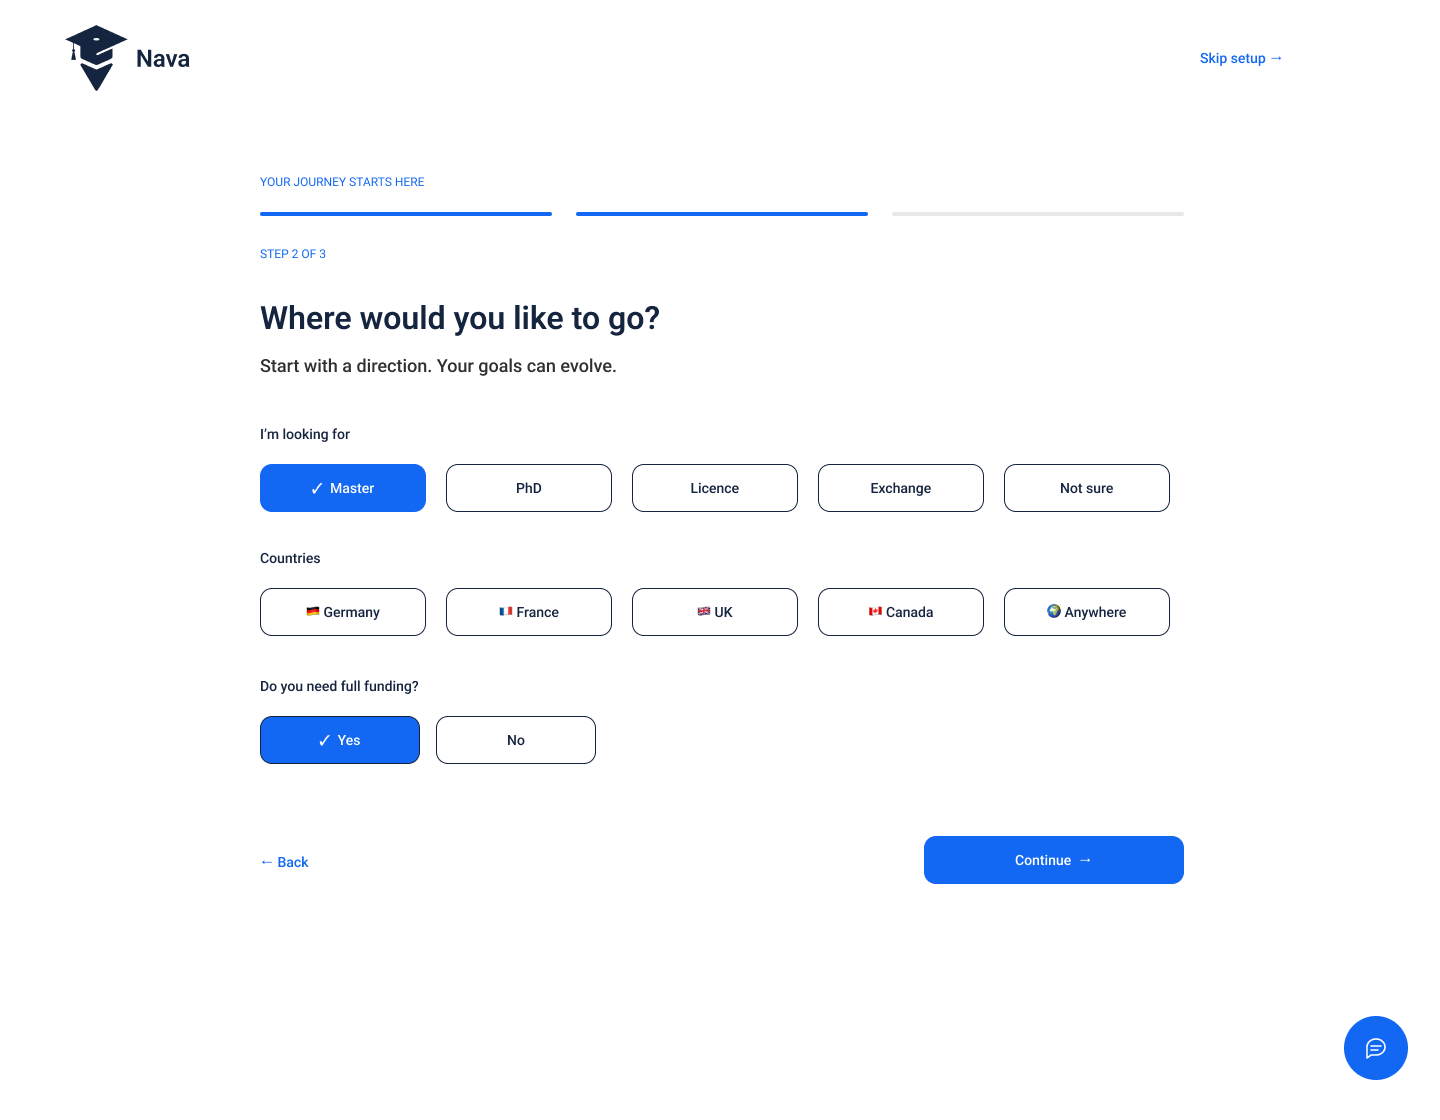 Nava
Skip setup →
YOUR JOURNEY STARTS HERE
STEP 2 OF 3
Where would you like to go?
Start with a direction. Your goals can evolve.
I’m looking for
✓ Master
PhD
Licence
Exchange
Not sure
Countries
🇩🇪 Germany
🇫🇷 France
🇬🇧 UK
🇨🇦 Canada
🌍 Anywhere
Do you need full funding?
✓ Yes
No
← Back
Continue →